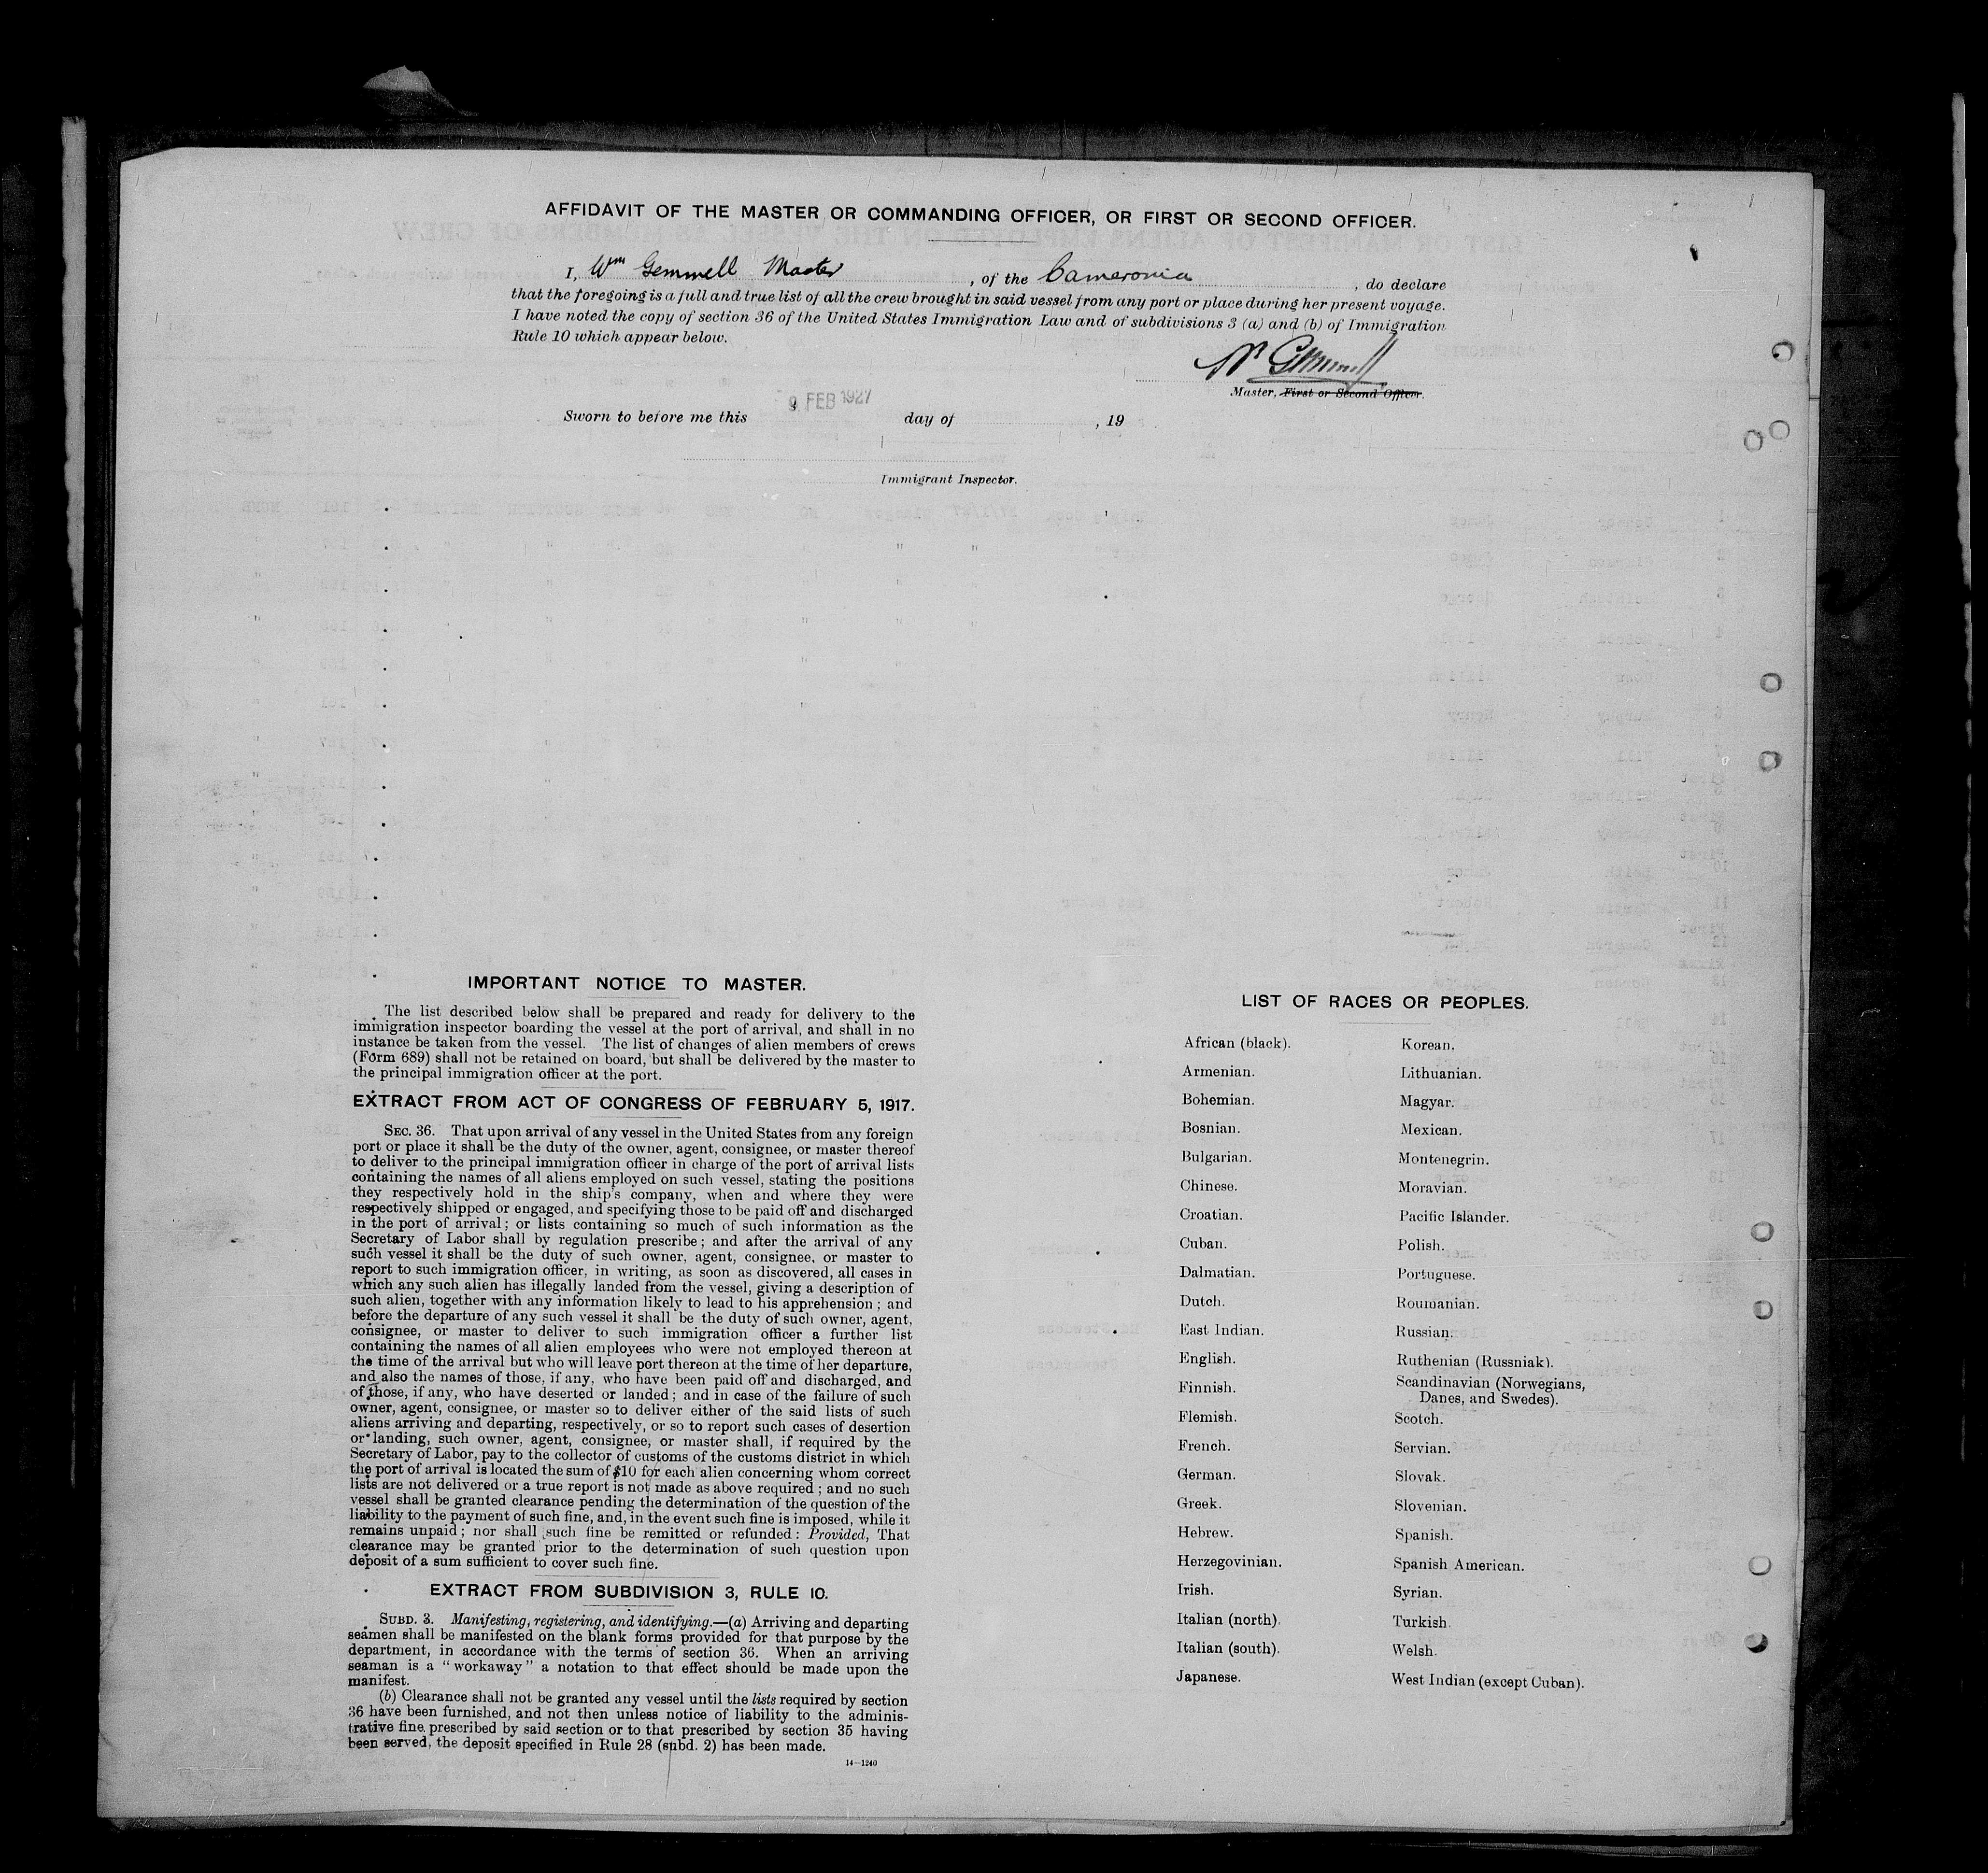 AFFIDAVIT OF THE MASTER OR COMMANDING OFFICER, OR FIRST OR SECOND OFFICER.
I, Wm Gemmell Master, of the Cameronia, do declare
that the foregoing is a full and true list of all the crew brought in said vessel from any port or place during her present voyage.
I have noted the copy of section 36 of the United States Immigration Law and of subdivisions 3 (a) and (b) of Immigration
Rule 10 which appear below.
W Gemmell
Master, First or Second Officer.
9 FEB 1927
Sworn to before me this day of , 19
Immigrant Inspector.
IMPORTANT NOTICE TO MASTER.
The list described below shall be prepared and ready for delivery to the
immigration inspector boarding the vessel at the port of arrival, and shall in no
instance be taken from the vessel. The list of changes of alien members of crews
(Form 689) shall not be retained on board, but shall be delivered by the master to
the principal immigration officer at the port.
EXTRACT FROM ACT OF CONGRESS OF FEBRUARY 5, 1917.
SEC. 36. That upon arrival of any vessel in the United States from any foreign
port or place it shall be the duty of the owner, agent, consignee, or master thereof
to deliver to the principal immigration officer in charge of the port of arrival lists
containing the names of all aliens employed on such vessel, stating the positions
they respectively hold in the ship's company, when and where they were
respectively shipped or engaged, and specifying those to be paid off and discharged
in the port of arrival; or lists containing so much of such information as the
Secretary of Labor shall by regulation prescribe; and after the arrival of any
such vessel it shall be the duty of such owner, agent, consignee, or master to
report to such immigration officer, in writing, as soon as discovered, all cases in
which any such alien has illegally landed from the vessel, giving a description of
such alien, together with any information likely to lead to his apprehension; and
before the departure of any such vessel it shall be the duty of such owner, agent,
consignee, or master to deliver to such immigration officer a further list
containing the names of all alien employees who were not employed thereon at
the time of the arrival but who will leave port thereon at the time of her departure,
and also the names of those, if any, who have been paid off and discharged, and
of those, if any, who have deserted or landed; and in case of the failure of such
owner, agent, consignee, or master so to deliver either of the said lists of such
aliens arriving and departing, respectively, or so to report such cases of desertion
or landing, such owner, agent, consignee, or master shall, if required by the
Secretary of Labor, pay to the collector of customs of the customs district in which
the port of arrival is located the sum of $10 for each alien concerning whom correct
lists are not delivered or a true report is not made as above required; and no such
vessel shall be granted clearance pending the determination of the question of the
liability to the payment of such fine, and, in the event such fine is imposed, while it
remains unpaid; nor shall such fine be remitted or refunded: Provided, That
clearance may be granted prior to the determination of such question upon
deposit of a sum sufficient to cover such fine.
EXTRACT FROM SUBDIVISION 3, RULE 10.
SUBD. 3. Manifesting, registering, and identifying.—(a) Arriving and departing
seamen shall be manifested on the blank forms provided for that purpose by the
department, in accordance with the terms of section 36. When an arriving
seaman is a "workaway" a notation to that effect should be made upon the
manifest.
(b) Clearance shall not be granted any vessel until the lists required by section
36 have been furnished, and not then unless notice of liability to the adminis-
trative fine prescribed by said section or to that prescribed by section 35 having
been served, the deposit specified in Rule 28 (subd. 2) has been made.
14—1240
LIST OF RACES OR PEOPLES.
African (black).
Armenian.
Bohemian.
Bosnian.
Bulgarian.
Chinese.
Croatian.
Cuban.
Dalmatian.
Dutch.
East Indian.
English.
Finnish.
Flemish.
French.
German.
Greek.
Hebrew.
Herzegovinian.
Irish.
Italian (north).
Italian (south).
Japanese.
Korean.
Lithuanian.
Magyar.
Mexican.
Montenegrin.
Moravian.
Pacific Islander.
Polish.
Portuguese.
Roumanian.
Russian.
Ruthenian (Russniak).
Scandinavian (Norwegians,
Danes, and Swedes).
Scotch.
Servian.
Slovak.
Slovenian.
Spanish.
Spanish American.
Syrian.
Turkish.
Welsh.
West Indian (except Cuban).